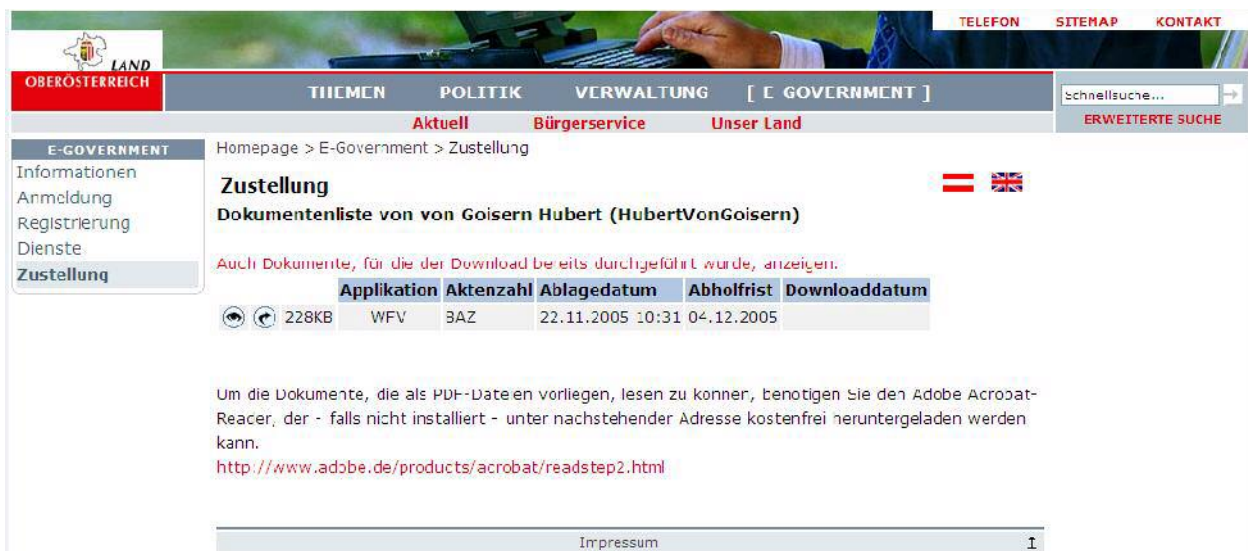 TELEFON SITEMAP KONTAKT
LAND
OBERÖSTERREICH
THEMEN POLITIK VERWALTUNG [ E GOVERNMENT ]
Schnellsuche...
Aktuell Bürgerservice Unser Land
ERWEITERTE SUCHE
E-GOVERNMENT
Informationen
Anmeldung
Registrierung
Dienste
Zustellung
Homepage > E-Government > Zustellung
Zustellung
Dokumentenliste von von Goisern Hubert (HubertVonGoisern)
Auch Dokumente, für die der Download bereits durchgeführt wurde, anzeigen.
Applikation Aktenzahl Ablagedatum Abholfrist Downloaddatum
228KB WFV BAZ 22.11.2005 10:31 04.12.2005
Um die Dokumente, die als PDF-Dateien vorliegen, lesen zu können, benötigen Sie den Adobe Acrobat-
Reader, der - falls nicht installiert - unter nachstehender Adresse kostenfrei heruntergeladen werden
kann.
http://www.adobe.de/products/acrobat/readstep2.html
Impressum